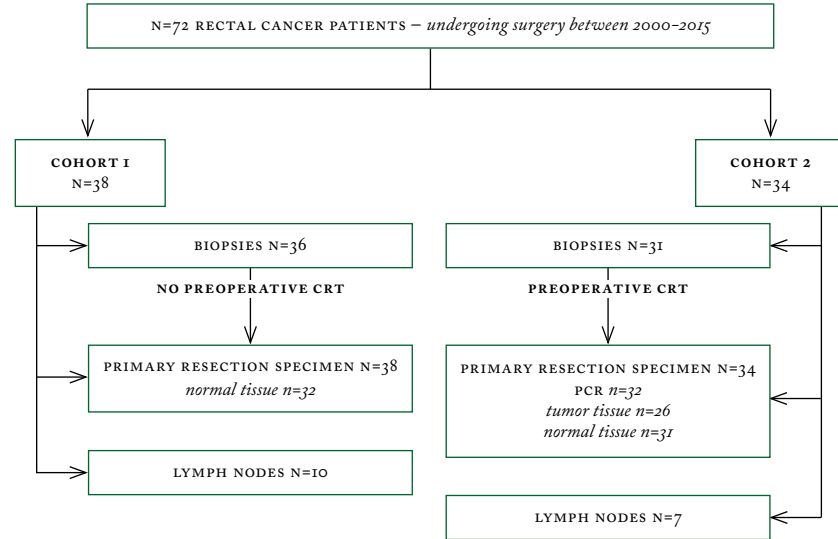 N=72 RECTAL CANCER PATIENTS – undergoing surgery between 2000-2015
COHORT 1
N=38
COHORT 2
N=34
BIOPSIES N=36
BIOPSIES N=31
NO PREOPERATIVE CRT
PREOPERATIVE CRT
PRIMARY RESECTION SPECIMEN N=38
normal tissue n=32
PRIMARY RESECTION SPECIMEN N=34
PCR n=32
tumor tissue n=26
normal tissue n=31
LYMPH NODES N=10
LYMPH NODES N=7